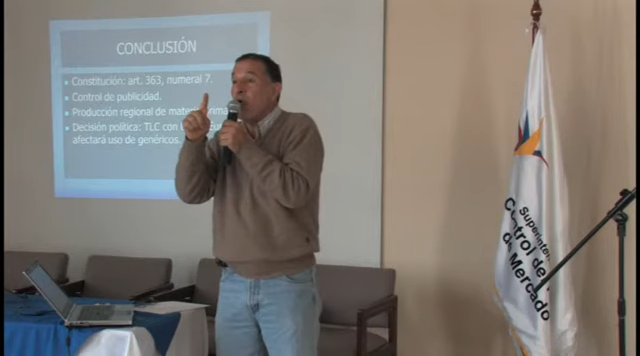 CONCLUSIÓN
Constitución: art. 363, numeral 7.
Control de publicidad.
Producción regional de materia
Decisión política: TLC con
afectará uso de genéricos.
Control de
de Mercado